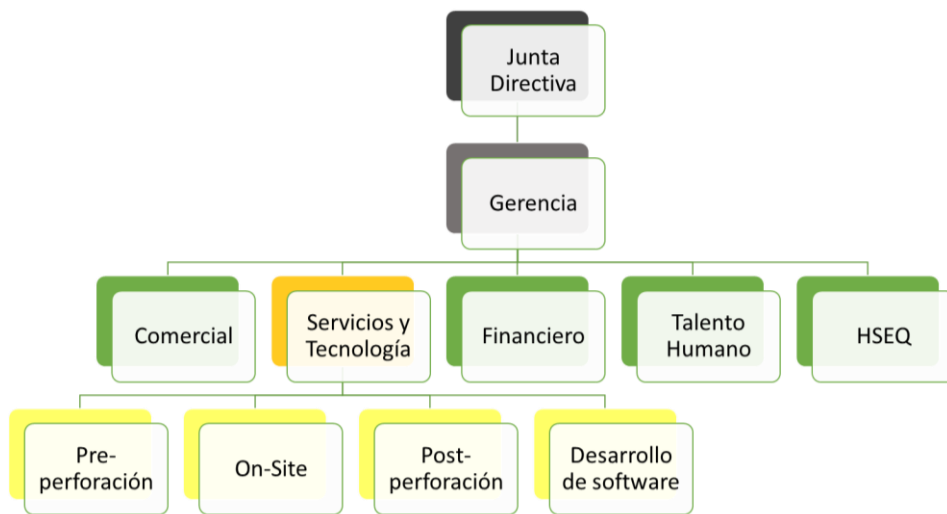 Junta
Directiva
Gerencia
Comercial
Servicios y
Tecnología
Financiero
Talento
Humano
HSEQ
Pre-
perforación
On-Site
Post-
perforación
Desarrollo
de software